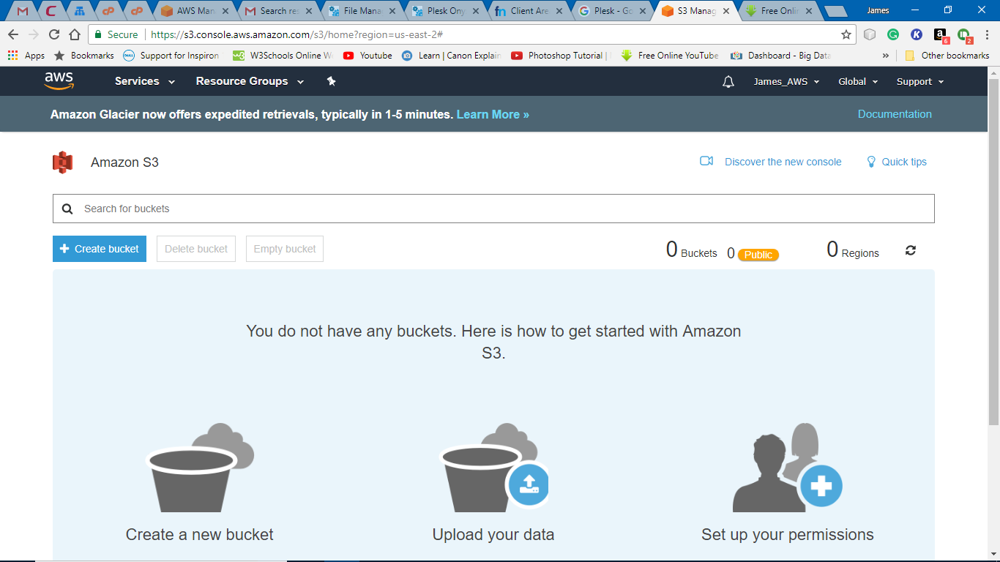 AWS Man
Search res
File Mana
Plesk Ony
Client Are
Plesk - Go
S3 Manag
Free Onli
James
Secure
https://s3.console.aws.amazon.com/s3/home?region=us-east-2#
6
2
Apps
Bookmarks
Support for Inspiron
W3Schools Online W
Youtube
Learn | Canon Explain
Photoshop Tutorial |
Free Online YouTube
Dashboard - Big Data
»
Other bookmarks
aws
Services
Resource Groups
James_AWS
Global
Support
Amazon Glacier now offers expedited retrievals, typically in 1-5 minutes. Learn More »
Documentation
Amazon S3
Discover the new console
Quick tips
Search for buckets
Create bucket
Delete bucket
Empty bucket
0 Buckets
0 Public
0 Regions
You do not have any buckets. Here is how to get started with Amazon
S3.
Create a new bucket
Upload your data
Set up your permissions